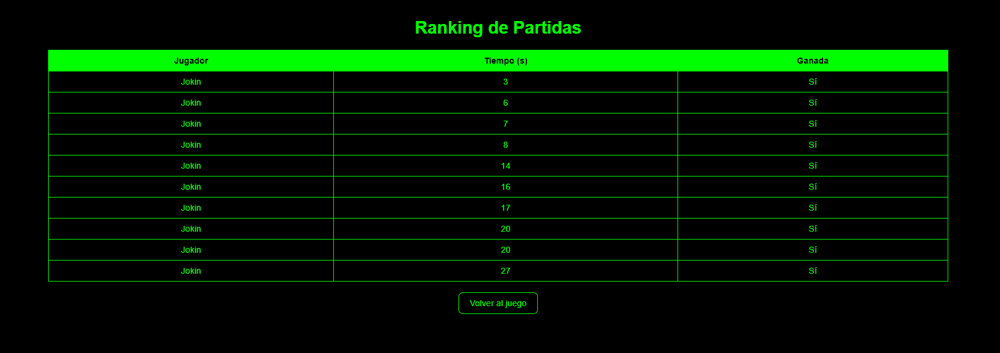 Ranking de Partidas
Jugador Tiempo (s) Ganada
Jokin 3 Sí
Jokin 6 Sí
Jokin 7 Sí
Jokin 8 Sí
Jokin 14 Sí
Jokin 16 Sí
Jokin 17 Sí
Jokin 20 Sí
Jokin 20 Sí
Jokin 27 Sí
Volver al juego